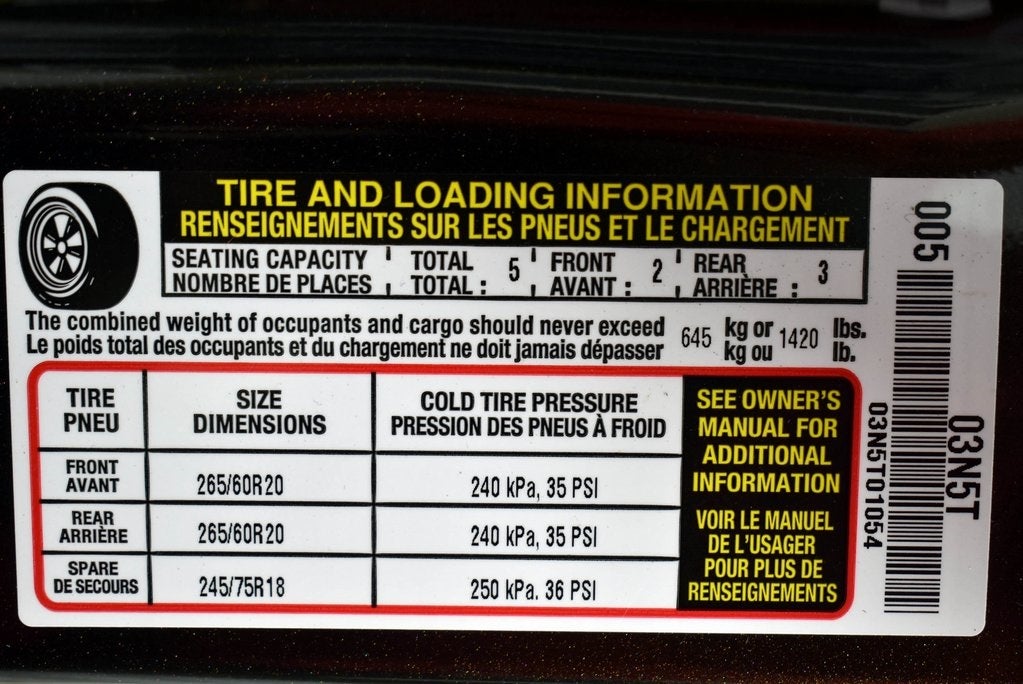 TIRE AND LOADING INFORMATION
RENSEIGNEMENTS SUR LES PNEUS ET LE CHARGEMENT
SEATING CAPACITY TOTAL 5 FRONT 2 REAR 3
NOMBRE DE PLACES TOTAL : AVANT : ARRIÈRE :
The combined weight of occupants and cargo should never exceed 645 kg or 1420 lbs.
Le poids total des occupants et du chargement ne doit jamais dépasser kg ou lb.
TIRE SIZE COLD TIRE PRESSURE
PNEU DIMENSIONS PRESSION DES PNEUS À FROID
FRONT
AVANT 265/60R20 240 kPa, 35 PSI
REAR
ARRIÈRE 265/60R20 240 kPa, 35 PSI
SPARE
DE SECOURS 245/75R18 250 kPa. 36 PSI
SEE OWNER'S
MANUAL FOR
ADDITIONAL
INFORMATION
VOIR LE MANUEL
DE L'USAGER
POUR PLUS DE
RENSEIGNEMENTS
005
03N5T
03N5T01054